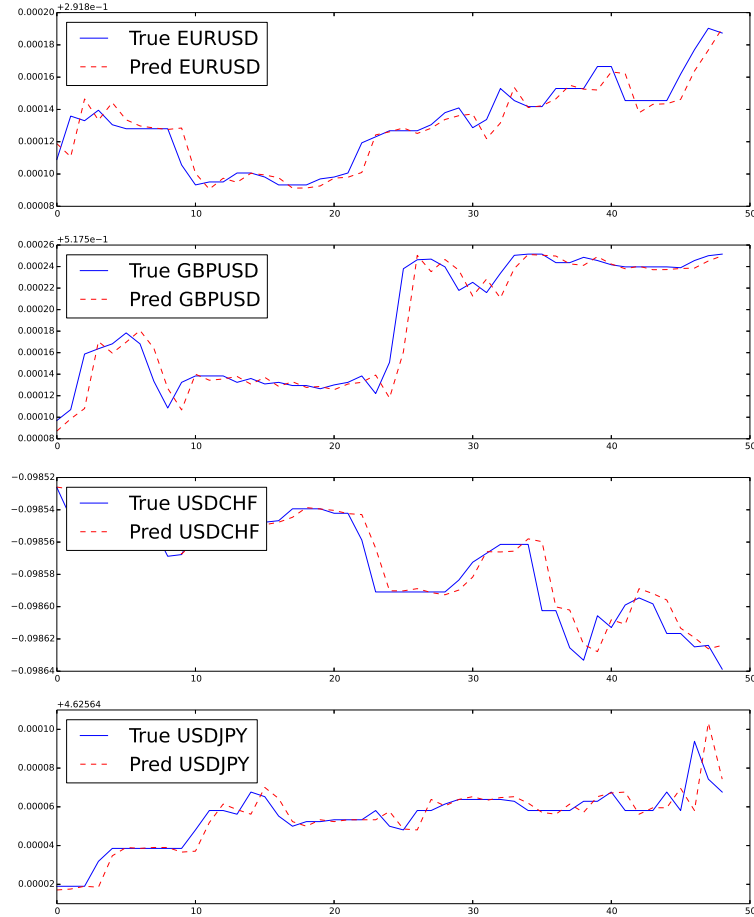 +2.918e−1
0.00020
0.00018
0.00016
0.00014
0.00012
0.00010
0.00008
True EURUSD
Pred EURUSD
0 10 20 30 40 50
+5.175e−1
0.00026
0.00024
0.00022
0.00020
0.00018
0.00016
0.00014
0.00012
0.00010
0.00008
True GBPUSD
Pred GBPUSD
0 10 20 30 40 50
−0.09852
−0.09854
−0.09856
−0.09858
−0.09860
−0.09862
−0.09864
True USDCHF
Pred USDCHF
0 10 20 30 40 50
+4.62564
0.00010
0.00008
0.00006
0.00004
0.00002
True USDJPY
Pred USDJPY
0 10 20 30 40 50